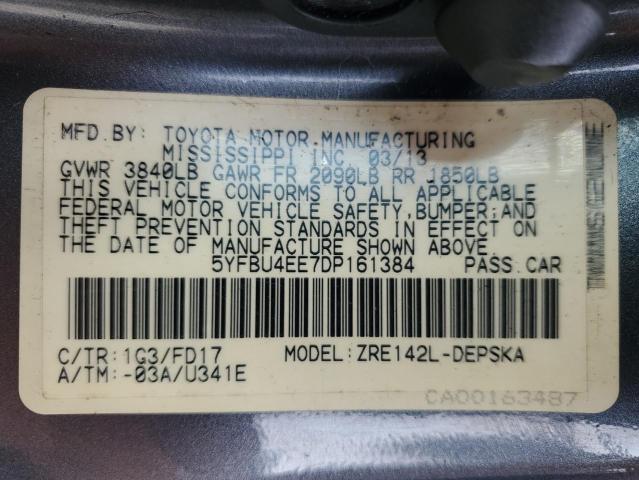 MFD.BY: TOYOTA MOTOR MANUFACTURING
MISSISSIPPI INC. 03/13
GVWR 3840LB GAWR FR 2090LB RR 1850LB
THIS VEHICLE CONFORMS TO ALL APPLICABLE
FEDERAL MOTOR VEHICLE SAFETY,BUMPER,AND
THEFT PREVENTION STANDARDS IN EFFECT ON
THE DATE OF MANUFACTURE SHOWN ABOVE.
5YFBU4EE7DP161384 PASS.CAR
C/TR:1G3/FD17 MODEL:ZRE142L-DEPSKA
A/TM:-03A/U341E
CA00163487